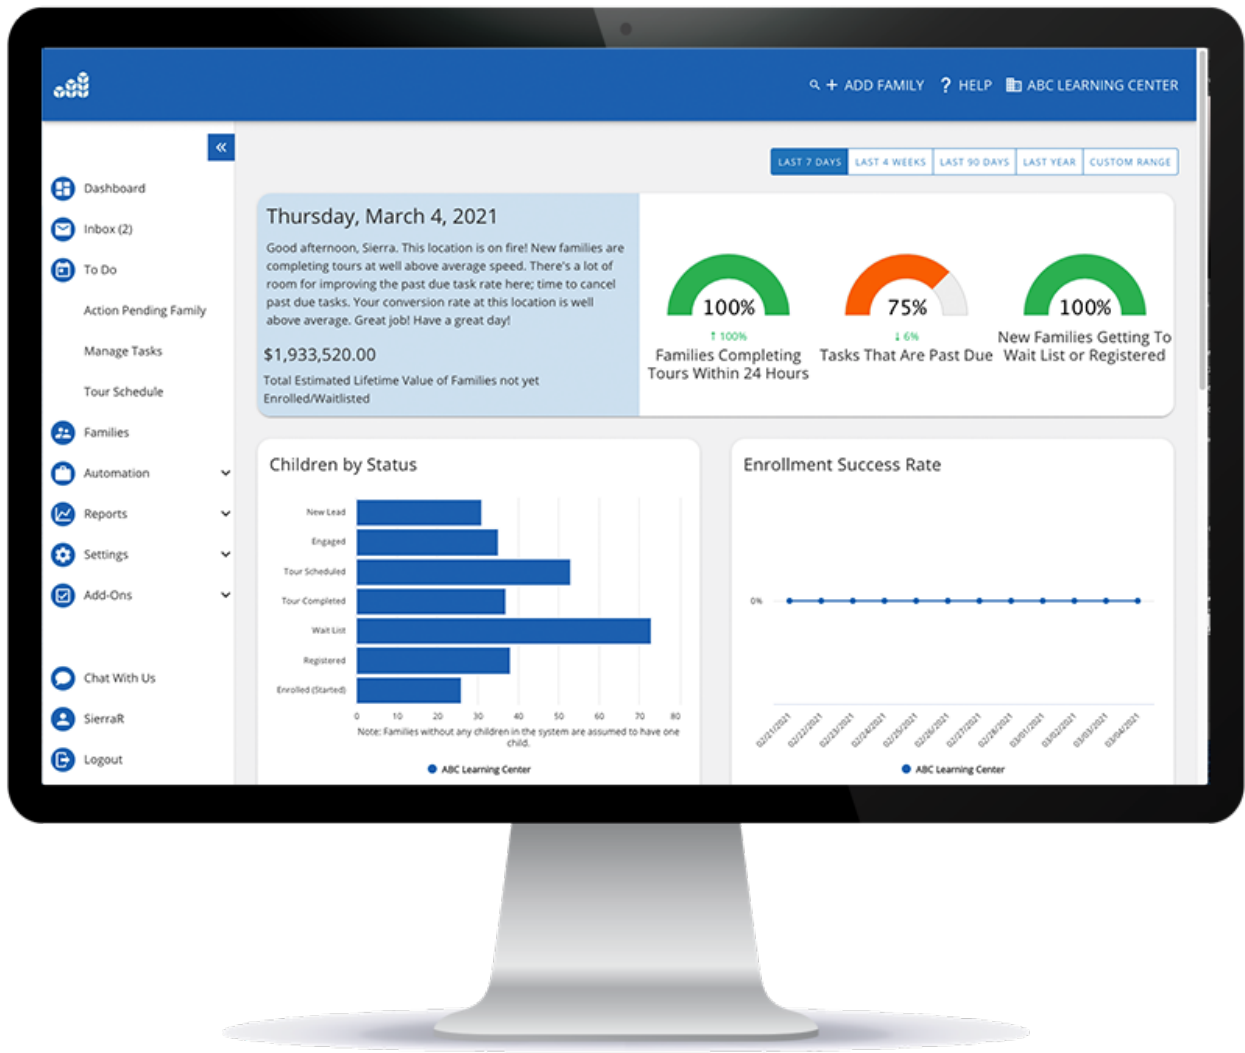 ADD FAMILY
? HELP
ABC LEARNING CENTER
LAST 7 DAYS
LAST 4 WEEKS
LAST 90 DAYS
LAST YEAR
CUSTOM RANGE
Dashboard
Inbox (2)
To Do
Action Pending Family
Manage Tasks
Tour Schedule
Families
Automation
Reports
Settings
Add-Ons
Chat With Us
SierraR
Logout
Thursday, March 4, 2021
Good afternoon, Sierra. This location is on fire! New families are
completing tours at well above average speed. There's a lot of
room for improving the past due task rate here; time to cancel
past due tasks. Your conversion rate at this location is well
above average. Great job! Have a great day!
$1,933,520.00
Total Estimated Lifetime Value of Families not yet
Enrolled/Waitlisted
100%
↑ 100%
Families Completing
Tours Within 24 Hours
75%
↓ 6%
Tasks That Are Past Due
100%
New Families Getting To
Wait List or Registered
Children by Status
New Lead
Engaged
Tour Scheduled
Tour Completed
Wait List
Registered
Enrolled (Started)
0 10 20 30 40 50 60 70 80
Note: Families without any children in the system are assumed to have one
child.
ABC Learning Center
Enrollment Success Rate
0%
02/21/2021
02/22/2021
02/23/2021
02/24/2021
02/25/2021
02/26/2021
02/27/2021
02/28/2021
03/01/2021
03/02/2021
03/03/2021
03/04/2021
ABC Learning Center